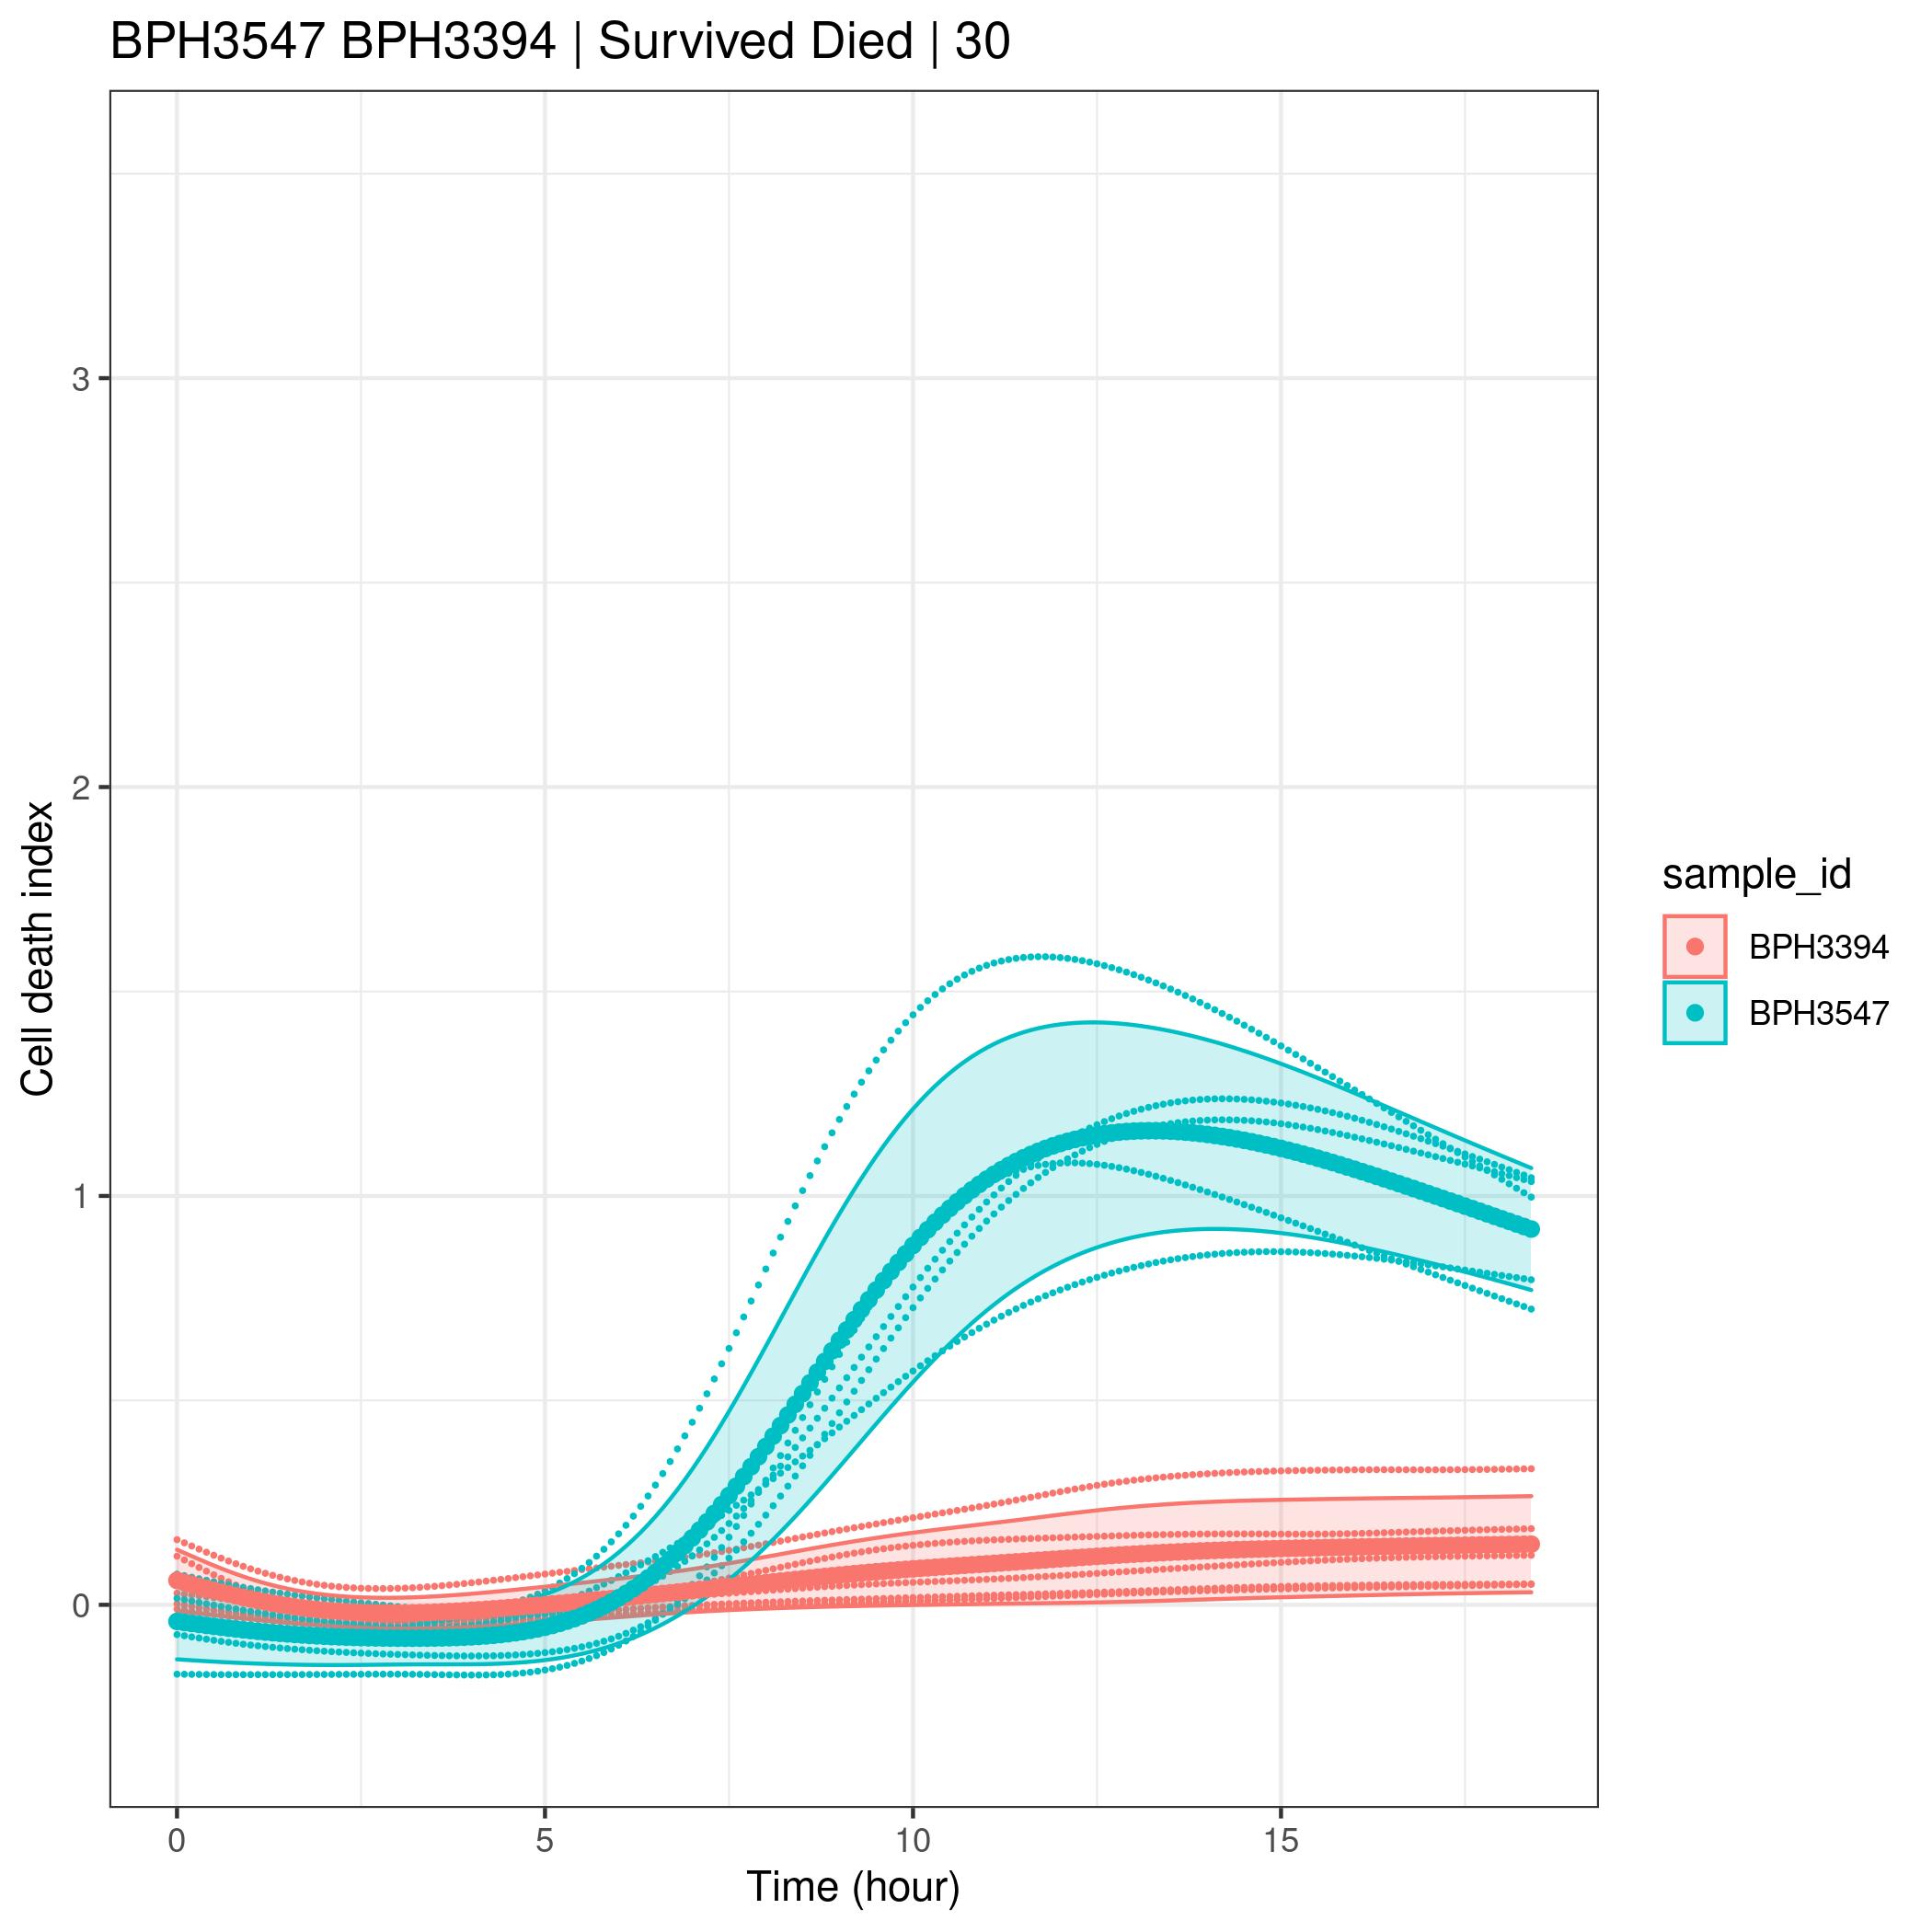 BPH3547 BPH3394 | Survived Died | 30
Cell death index
3
2
1
0
0 5 10 15
Time (hour)
sample_id
BPH3394
BPH3547